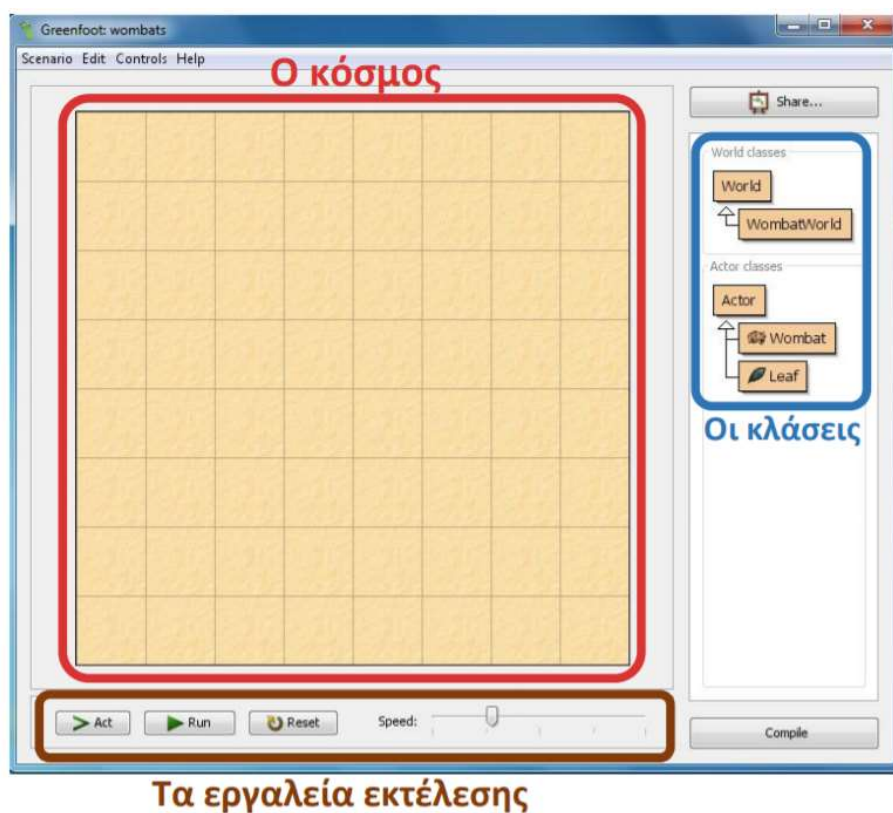 Greenfoot: wombats
Scenario Edit Controls Help
Ο κόσμος
Share...
World classes
World
WombatWorld
Actor classes
Actor
Wombat
Leaf
Οι κλάσεις
Act
Run
Reset
Speed:
Compile
Τα εργαλεία εκτέλεσης